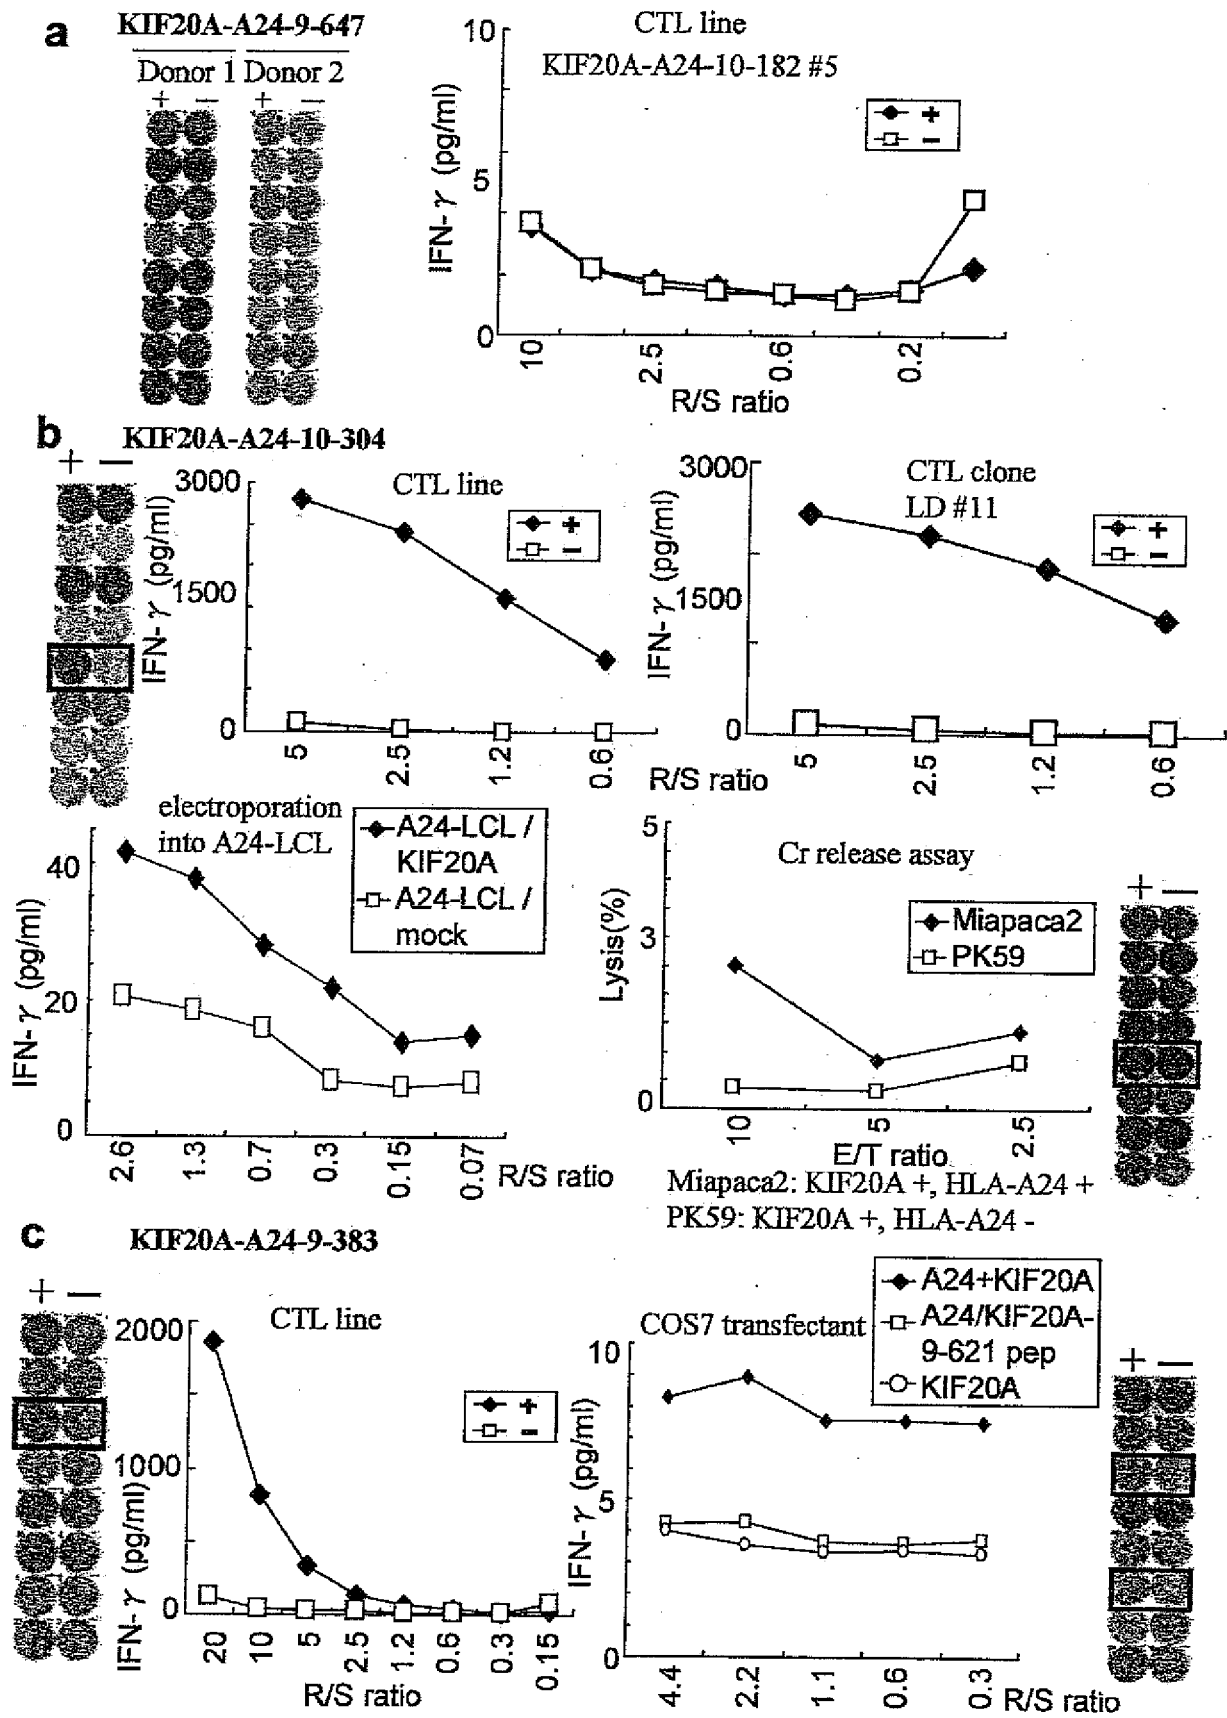 a
KIF20A-A24-9-647
Donor 1 Donor 2
+ − + −
CTL line
KIF20A-A24-10-182 #5
+
−
10
5
0
IFN-γ (pg/ml)
10 2.5 0.6 0.2
R/S ratio
b
KIF20A-A24-10-304
+ −
CTL line
+
−
3000
1500
0
IFN-γ (pg/ml)
5 2.5 1.2 0.6
R/S ratio
CTL clone
LD #11
+
−
3000
1500
0
IFN-γ (pg/ml)
5 2.5 1.2 0.6
electroporation
into A24-LCL
A24-LCL /
KIF20A
A24-LCL /
mock
40
20
0
IFN-γ (pg/ml)
2.6 1.3 0.7 0.3 0.15 0.07 R/S ratio
Cr release assay
Miapaca2
PK59
5
3
0
Lysis(%)
10 5 2.5
E/T ratio
+ −
Miapaca2: KIF20A +, HLA-A24 +
PK59: KIF20A +, HLA-A24 -
c
KIF20A-A24-9-383
+ −
CTL line
+
−
2000
1000
0
IFN-γ (pg/ml)
20 10 5 2.5 1.2 0.6 0.3 0.15
R/S ratio
COS7 transfectant
A24+KIF20A
A24/KIF20A-
9-621 pep
KIF20A
10
5
0
IFN-γ (pg/ml)
4.4 2.2 1.1 0.6 0.3 R/S ratio
+ −